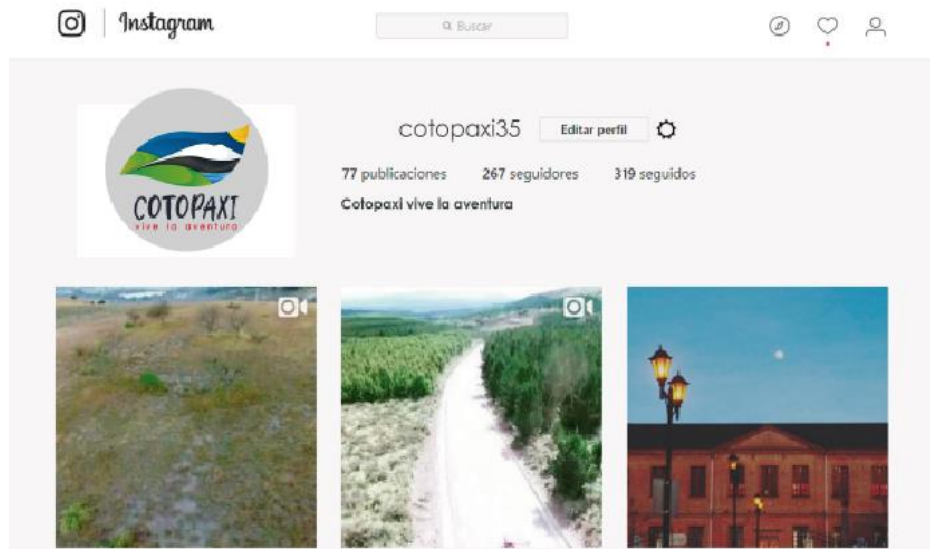 Instagram
Buscar
cotopaxi35 Editar perfil
77 publicaciones 267 seguidores 319 seguidos
Cotopaxi vive la aventura
COTOPAXI
vive la aventura